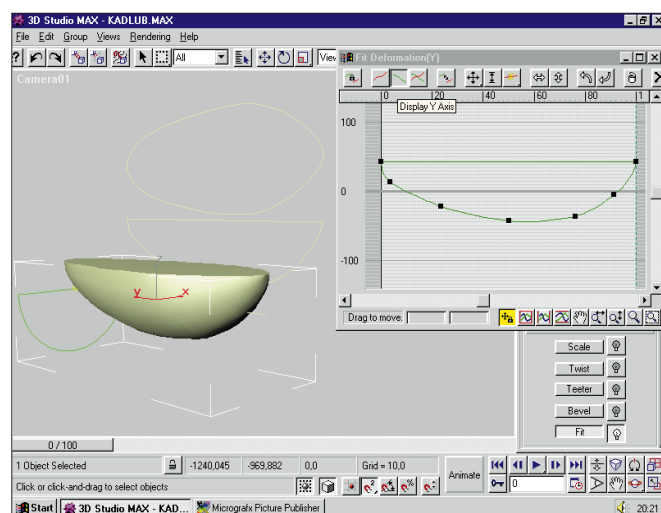 3D Studio MAX - KADLUB.MAX
File Edit Group Views Rendering Help
All
View
Camera01
Fit Deformation(Y)
0 20 40 60 80 1
Display Y Axis
100
0
-100
Drag to move.
Scale
Twist
Teeter
Bevel
Fit
0 / 100
1 Object Selected -1240,045 -969,882 0,0 Grid = 10,0
Animate
Click or click-and-drag to select objects
0
y x
Start 3D Studio MAX - KAD... Micrografx Picture Publisher 20:21